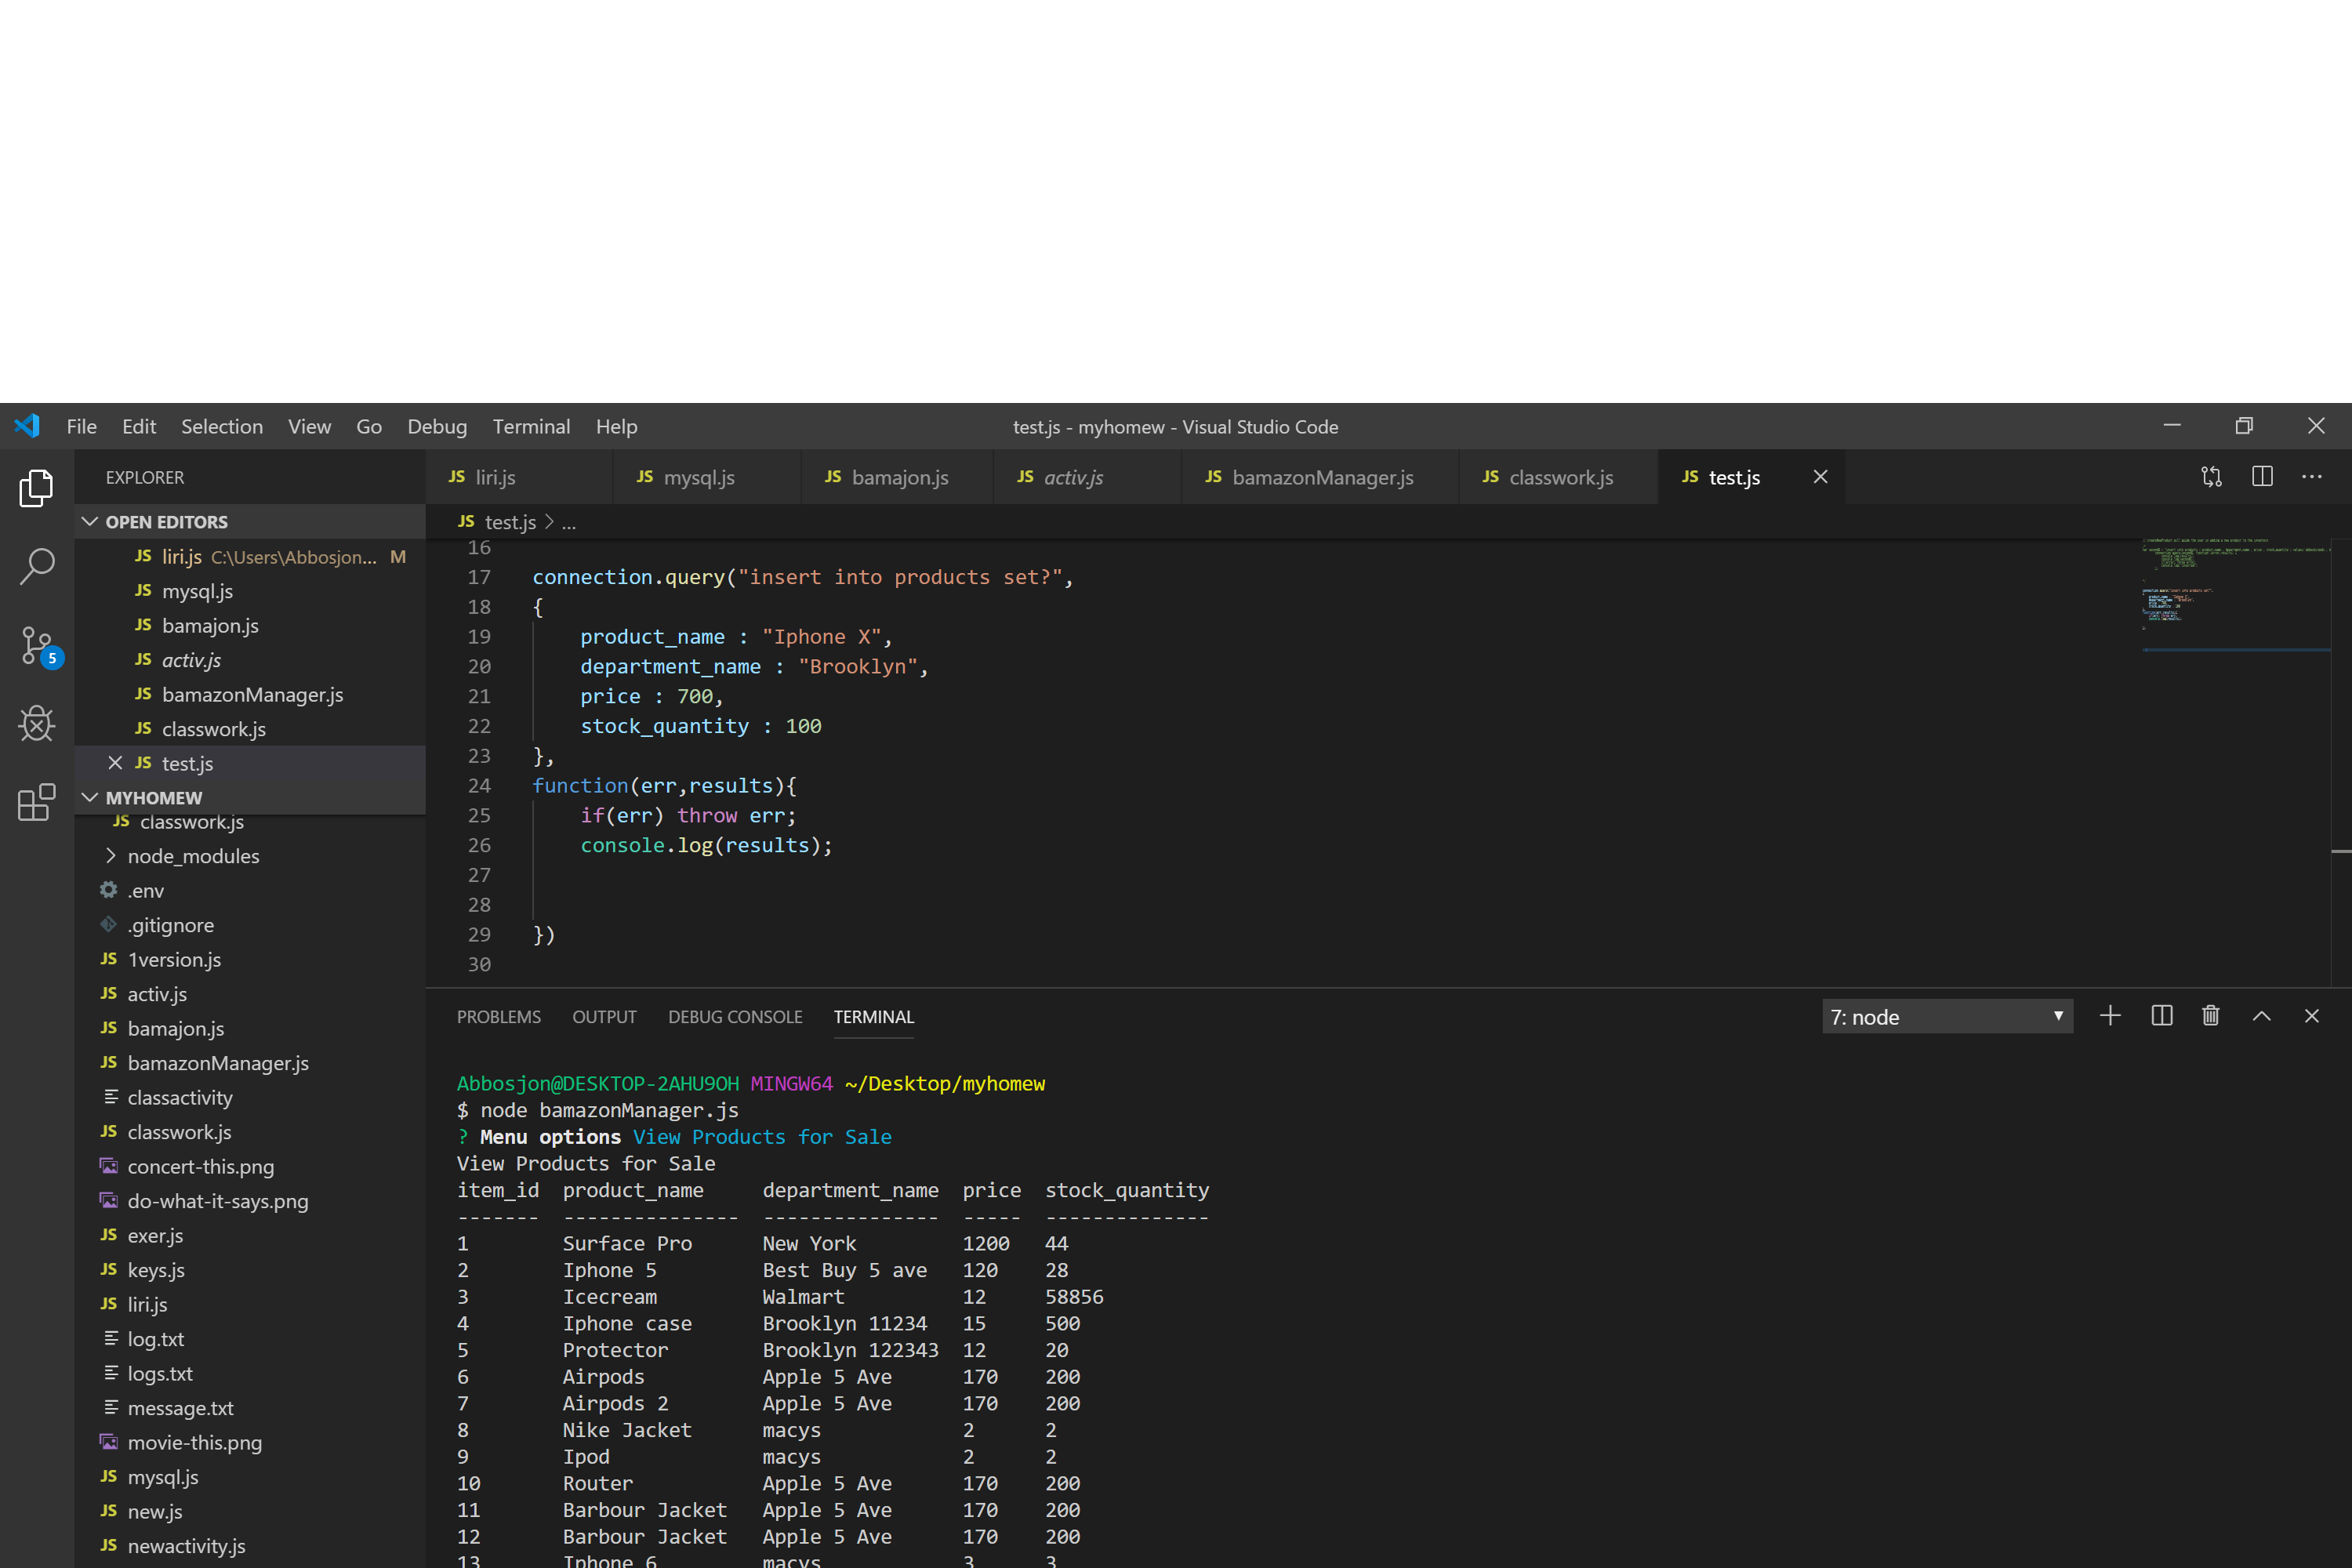 File Edit Selection View Go Debug Terminal Help test.js - myhomew - Visual Studio Code
EXPLORER
OPEN EDITORS
JS liri.js C:\Users\Abbosjon... M
JS mysql.js
JS bamajon.js
JS activ.js
JS bamazonManager.js
JS classwork.js
JS test.js
MYHOMEW
JS classwork.js
node_modules
.env
.gitignore
JS 1version.js
JS activ.js
JS bamajon.js
JS bamazonManager.js
classactivity
JS classwork.js
concert-this.png
do-what-it-says.png
JS exer.js
JS keys.js
JS liri.js
log.txt
logs.txt
message.txt
movie-this.png
JS mysql.js
JS new.js
JS newactivity.js
5
JS liri.js JS mysql.js JS bamajon.js JS activ.js JS bamazonManager.js JS classwork.js JS test.js
JS test.js > ...
16
17 connection.query("insert into products set?",
18 {
19 product_name : "Iphone X",
20 department_name : "Brooklyn",
21 price : 700,
22 stock_quantity : 100
23 },
24 function(err,results){
25 if(err) throw err;
26 console.log(results);
27
28
29 })
30
PROBLEMS OUTPUT DEBUG CONSOLE TERMINAL 7: node
Abbosjon@DESKTOP-2AHU9OH MINGW64 ~/Desktop/myhomew
$ node bamazonManager.js
? Menu options View Products for Sale
View Products for Sale
item_id product_name department_name price stock_quantity
------- --------------- --------------- ----- --------------
1 Surface Pro New York 1200 44
2 Iphone 5 Best Buy 5 ave 120 28
3 Icecream Walmart 12 58856
4 Iphone case Brooklyn 11234 15 500
5 Protector Brooklyn 122343 12 20
6 Airpods Apple 5 Ave 170 200
7 Airpods 2 Apple 5 Ave 170 200
8 Nike Jacket macys 2 2
9 Ipod macys 2 2
10 Router Apple 5 Ave 170 200
11 Barbour Jacket Apple 5 Ave 170 200
12 Barbour Jacket Apple 5 Ave 170 200
13 Iphone 6 macys 3 3